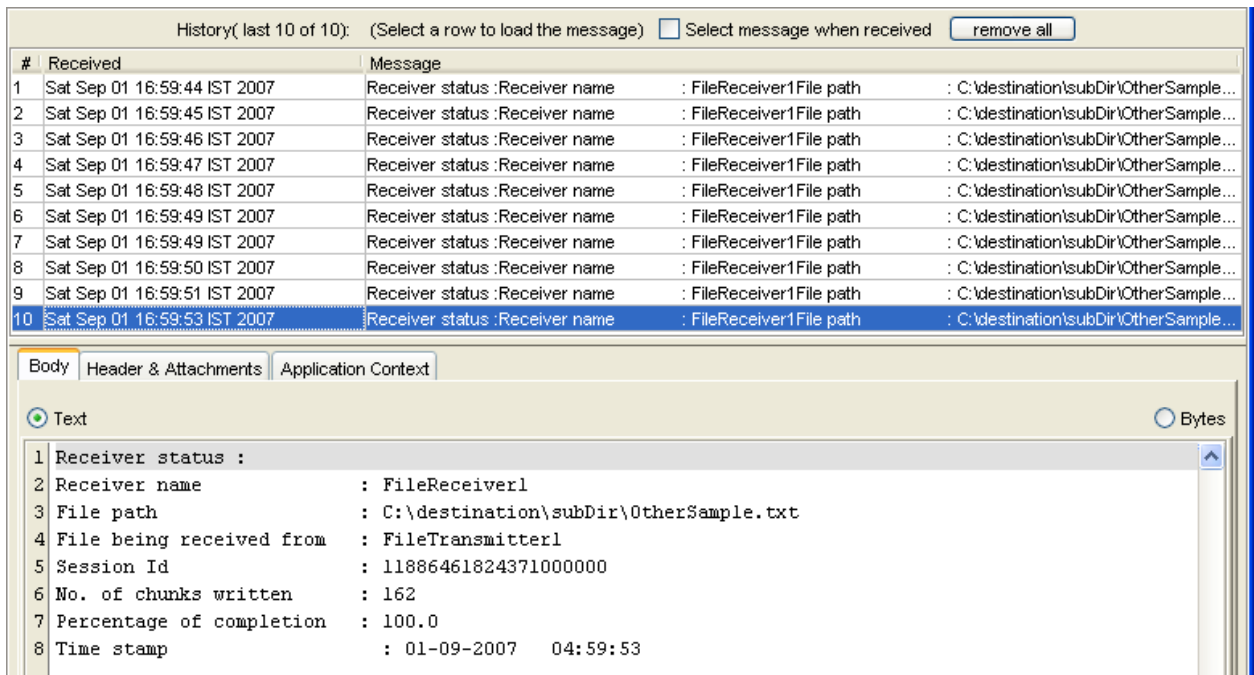 History( last 10 of 10): (Select a row to load the message) Select message when received remove all
# Received Message
1 Sat Sep 01 16:59:44 IST 2007 Receiver status :Receiver name : FileReceiver1File path : C:\destination\subDir\OtherSample...
2 Sat Sep 01 16:59:45 IST 2007 Receiver status :Receiver name : FileReceiver1File path : C:\destination\subDir\OtherSample...
3 Sat Sep 01 16:59:46 IST 2007 Receiver status :Receiver name : FileReceiver1File path : C:\destination\subDir\OtherSample...
4 Sat Sep 01 16:59:47 IST 2007 Receiver status :Receiver name : FileReceiver1File path : C:\destination\subDir\OtherSample...
5 Sat Sep 01 16:59:48 IST 2007 Receiver status :Receiver name : FileReceiver1File path : C:\destination\subDir\OtherSample...
6 Sat Sep 01 16:59:49 IST 2007 Receiver status :Receiver name : FileReceiver1File path : C:\destination\subDir\OtherSample...
7 Sat Sep 01 16:59:49 IST 2007 Receiver status :Receiver name : FileReceiver1File path : C:\destination\subDir\OtherSample...
8 Sat Sep 01 16:59:50 IST 2007 Receiver status :Receiver name : FileReceiver1File path : C:\destination\subDir\OtherSample...
9 Sat Sep 01 16:59:51 IST 2007 Receiver status :Receiver name : FileReceiver1File path : C:\destination\subDir\OtherSample...
10 Sat Sep 01 16:59:53 IST 2007 Receiver status :Receiver name : FileReceiver1File path : C:\destination\subDir\OtherSample...
Body Header & Attachments Application Context
Text Bytes
1 Receiver status :
2 Receiver name : FileReceiver1
3 File path : C:\destination\subDir\OtherSample.txt
4 File being received from : FileTransmitter1
5 Session Id : 11886461824371000000
6 No. of chunks written : 162
7 Percentage of completion : 100.0
8 Time stamp : 01-09-2007 04:59:53